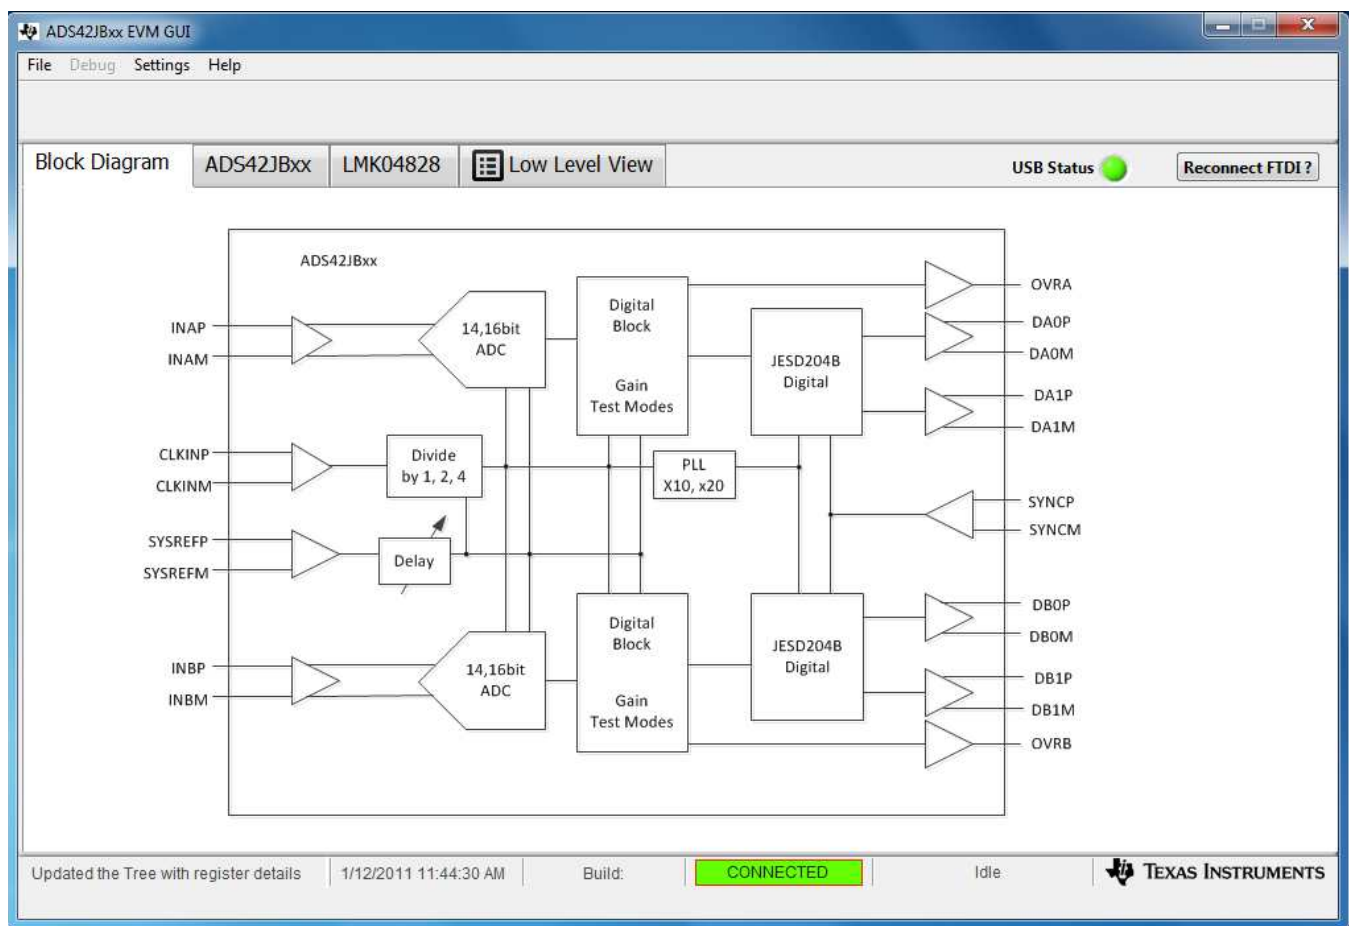 ADS42JBxx EVM GUI
File Debug Settings Help
Block Diagram ADS42JBxx LMK04828 Low Level View USB Status Reconnect FTDI ?
ADS42JBxx
INAP
INAM
14,16bit
ADC
Digital
Block
Gain
Test Modes
JESD204B
Digital
OVRA
DA0P
DA0M
DA1P
DA1M
CLKINP
CLKINM
Divide
by 1, 2, 4
PLL
X10, x20
SYNCP
SYNCM
SYSREFP
SYSREFM
Delay
INBP
INBM
14,16bit
ADC
Digital
Block
Gain
Test Modes
JESD204B
Digital
DB0P
DB0M
DB1P
DB1M
OVRB
Updated the Tree with register details 1/12/2011 11:44:30 AM Build: CONNECTED Idle TEXAS INSTRUMENTS